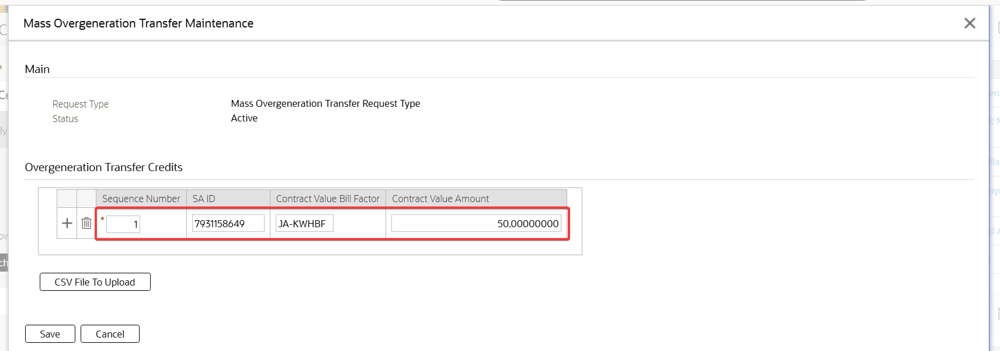 Mass Overgeneration Transfer Maintenance
Main
Request Type Mass Overgeneration Transfer Request Type
Status Active
Overgeneration Transfer Credits
Sequence Number SA ID Contract Value Bill Factor Contract Value Amount
* 1 7931158649 JA-KWHBF 50.00000000
CSV File To Upload
Save Cancel